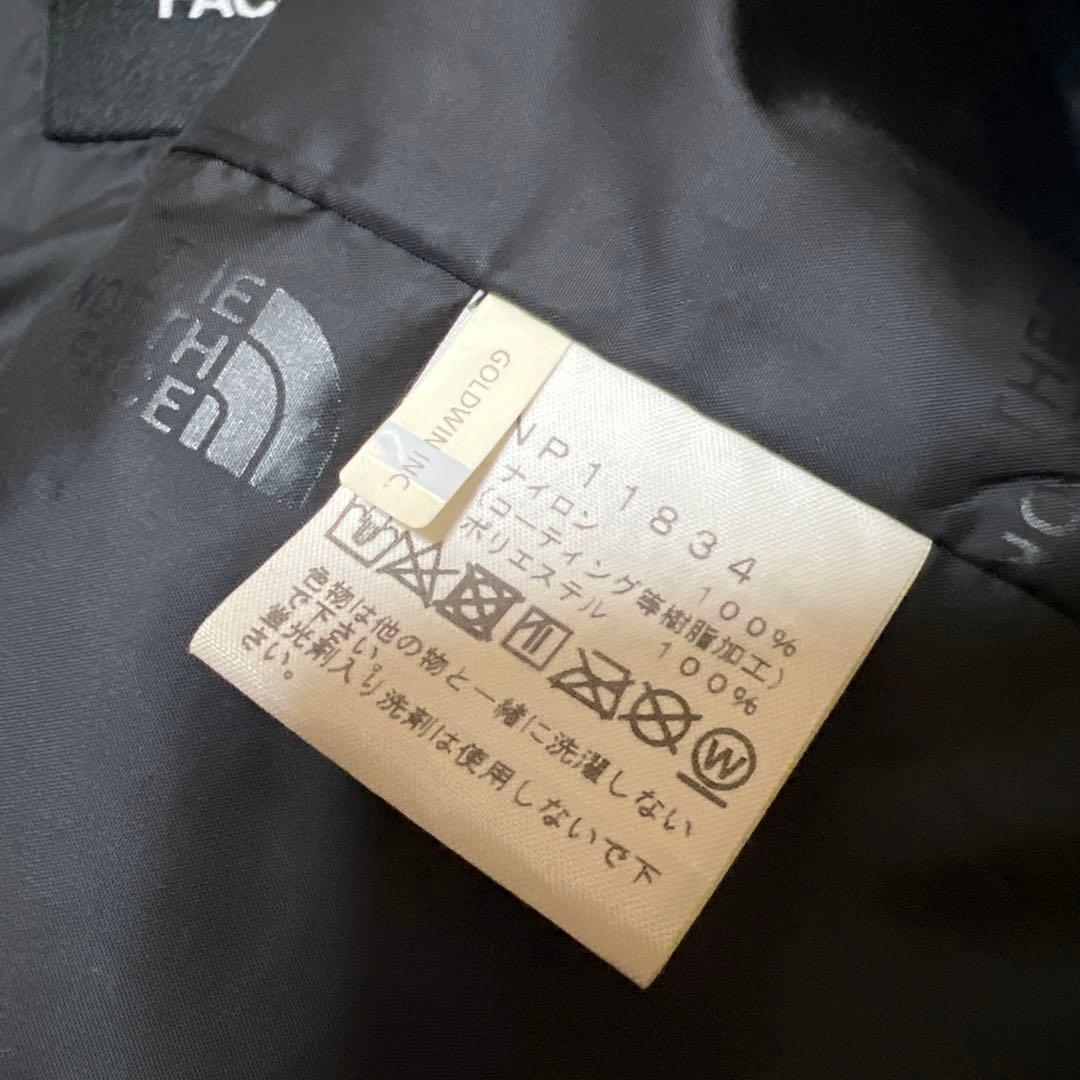 FAC
THE
GOLDWIN INC.
NP11834
ナイロン 100%
(コーティング等樹脂加工)
ポリエステル 100%
W
色物は他の物と一緒に洗濯しない
で下さい。
蛍光剤入り洗剤は使用しないで下
さい。
THE